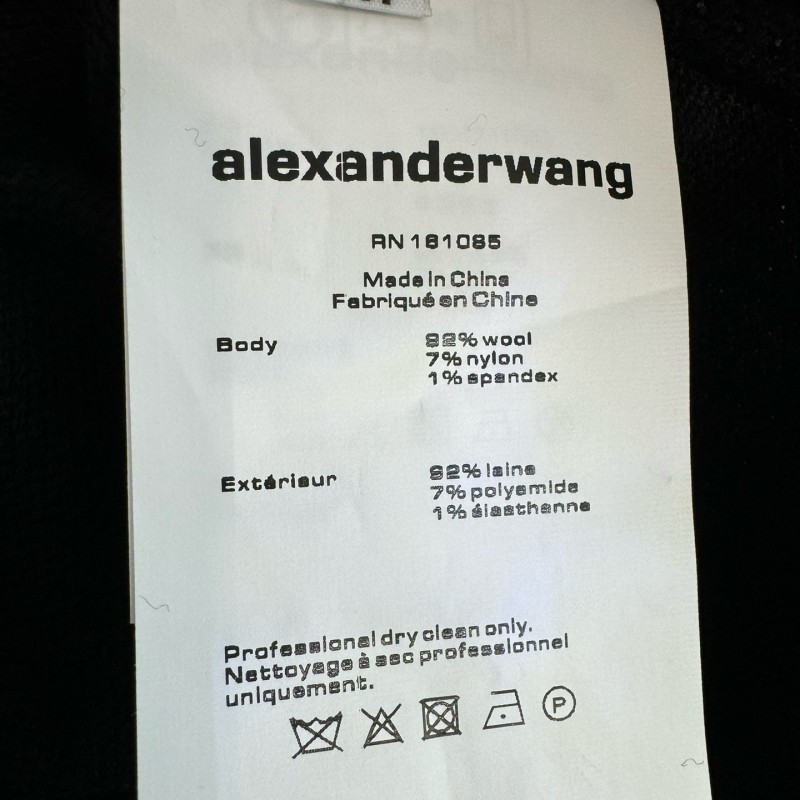 alexanderwang
RN 181085
Made in China
Fabriqué en Chine
Body
92% wool
7% nylon
1% spandex
Extérieur
92% laine
7% polyamide
1% élasthanne
Professional dry clean only.
Nettoyage à sec professionnel
uniquement.
P